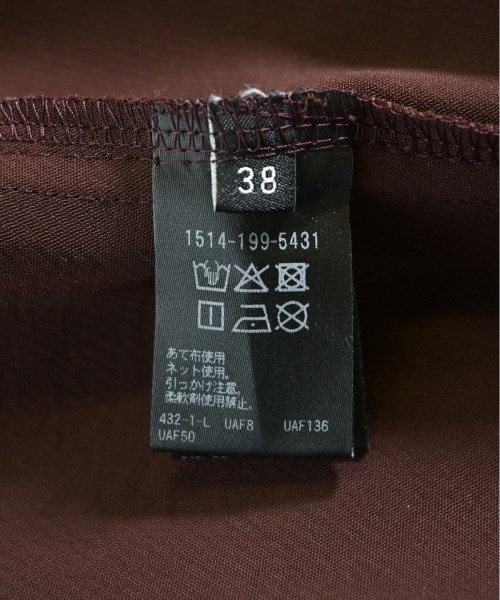 38
1514-199-5431
あて布使用
ネット使用。
引っかけ注意。
柔軟剤使用禁止。
432-1-L UAF8 UAF136
UAF50